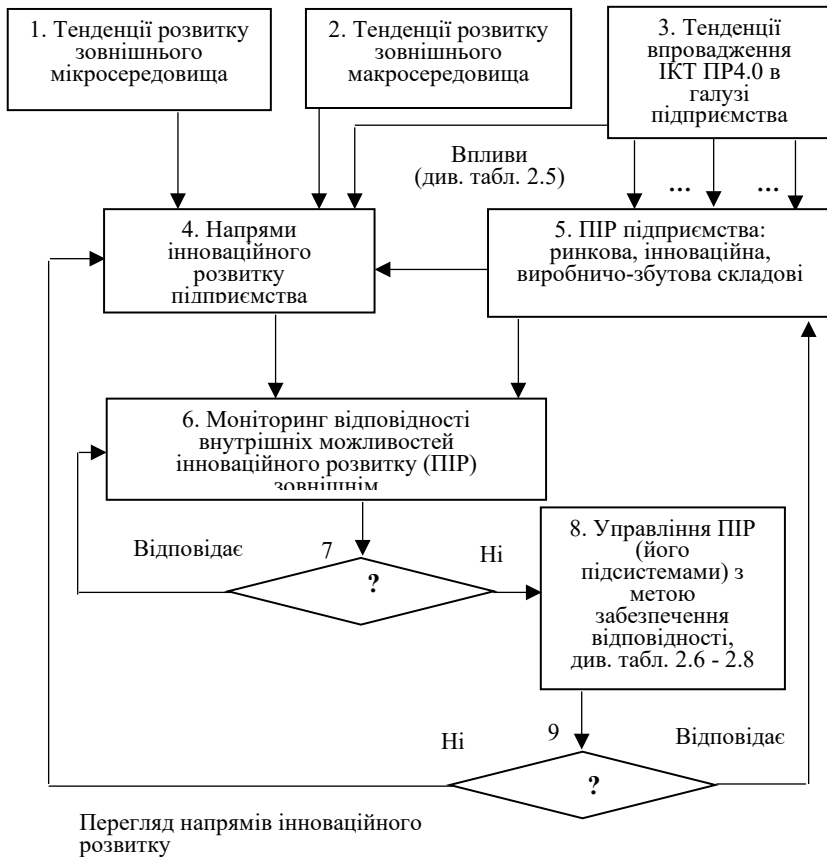 1. Тенденції розвитку
зовнішнього
мікросередовища
2. Тенденції розвитку
зовнішнього
макросередовища
3. Тенденції
впровадження
ІКТ ПР4.0 в
галузі
підприємства
Впливи
(див. табл. 2.5)
... ...
4. Напрями
інноваційного
розвитку
підприємства
5. ПІР підприємства:
ринкова, інноваційна,
виробничо-збутова складові
6. Моніторинг відповідності
внутрішніх можливостей
інноваційного розвитку (ПІР)
зовнішнім
Відповідає
7
Ні
?
8. Управління ПІР
(його
підсистемами) з
метою
забезпечення
відповідності,
див. табл. 2.6 - 2.8
Ні
9
Відповідає
?
Перегляд напрямів інноваційного
розвитку